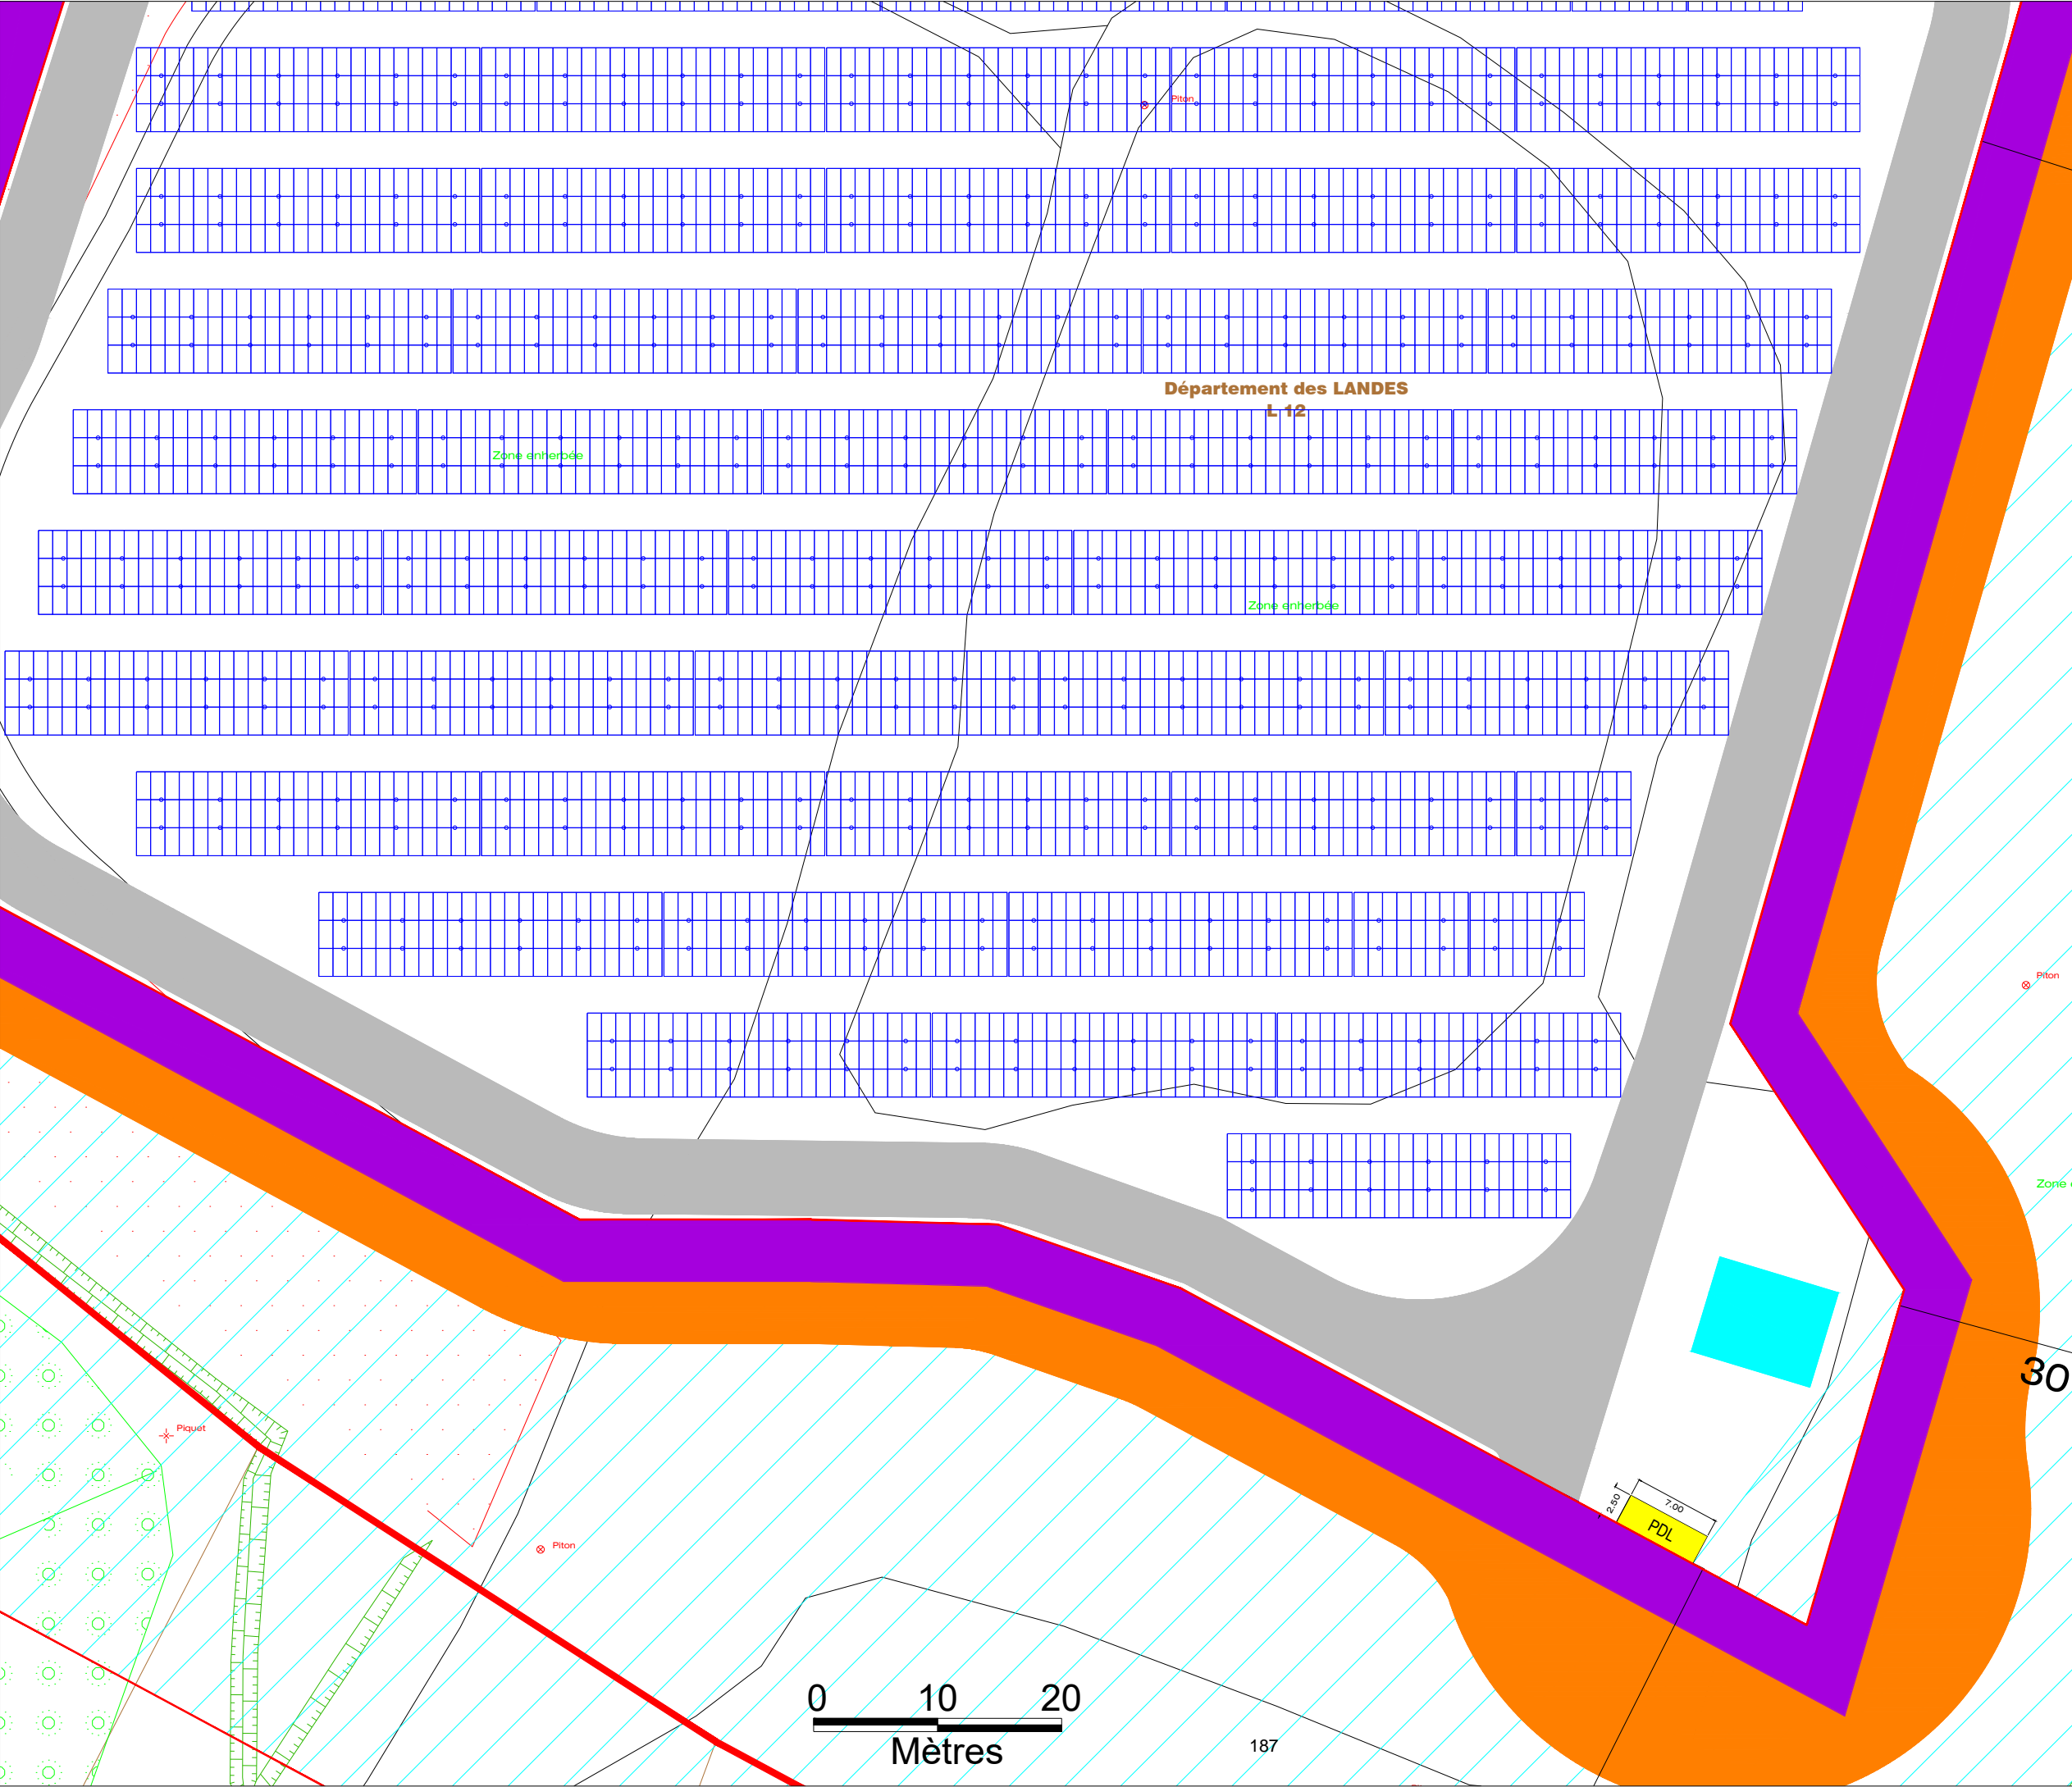 Piton
Département des LANDES
L 12
Zone enherbée
Zone enherbée
Piton
Zone
30
Piquet
2.50
7.00
PDL
Piton
0 10 20
Mètres
187